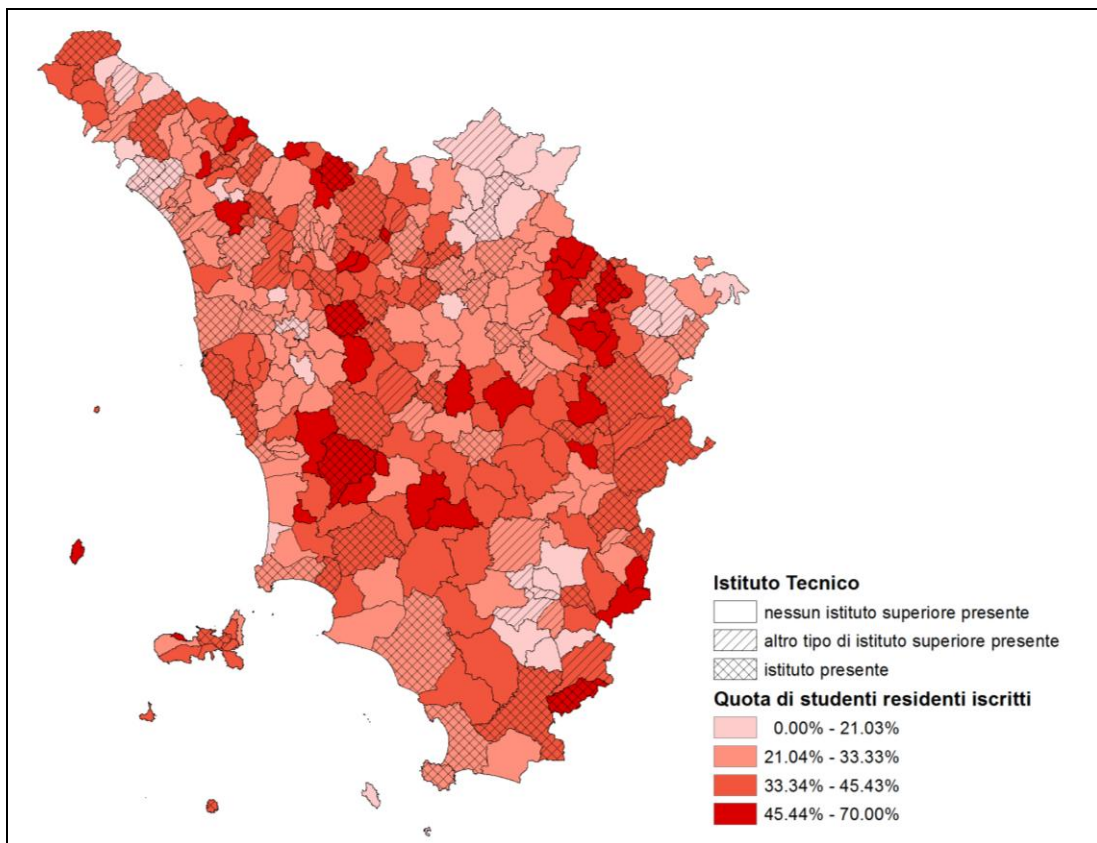 Istituto Tecnico
nessun istituto superiore presente
altro tipo di istituto superiore presente
istituto presente
Quota di studenti residenti iscritti
0.00% - 21.03%
21.04% - 33.33%
33.34% - 45.43%
45.44% - 70.00%